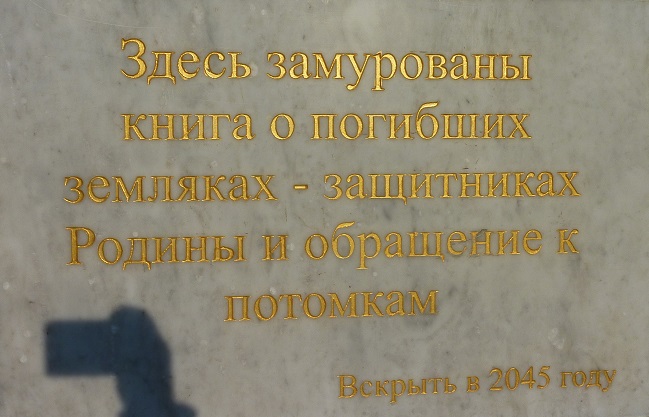 Здесь замурованы
книга о погибших
земляках - защитниках
Родины и обращение к
потомкам
Вскрыть в 2045 году